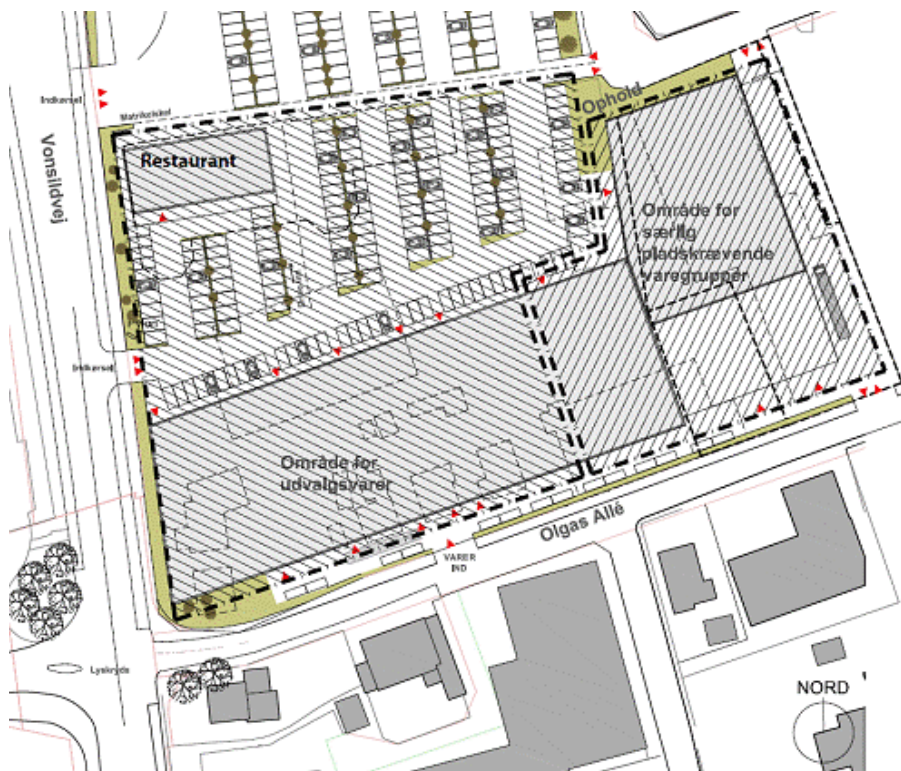 Indkørsel
Matrikelskel
Ophold
Vonsildvej
Restaurant
Område for
særlig
pladskrævende
varegrupper
Indkørsel
Område for
udvalgsvarer
Olgas Allé
VARER
IND
Lyskryds
NORD